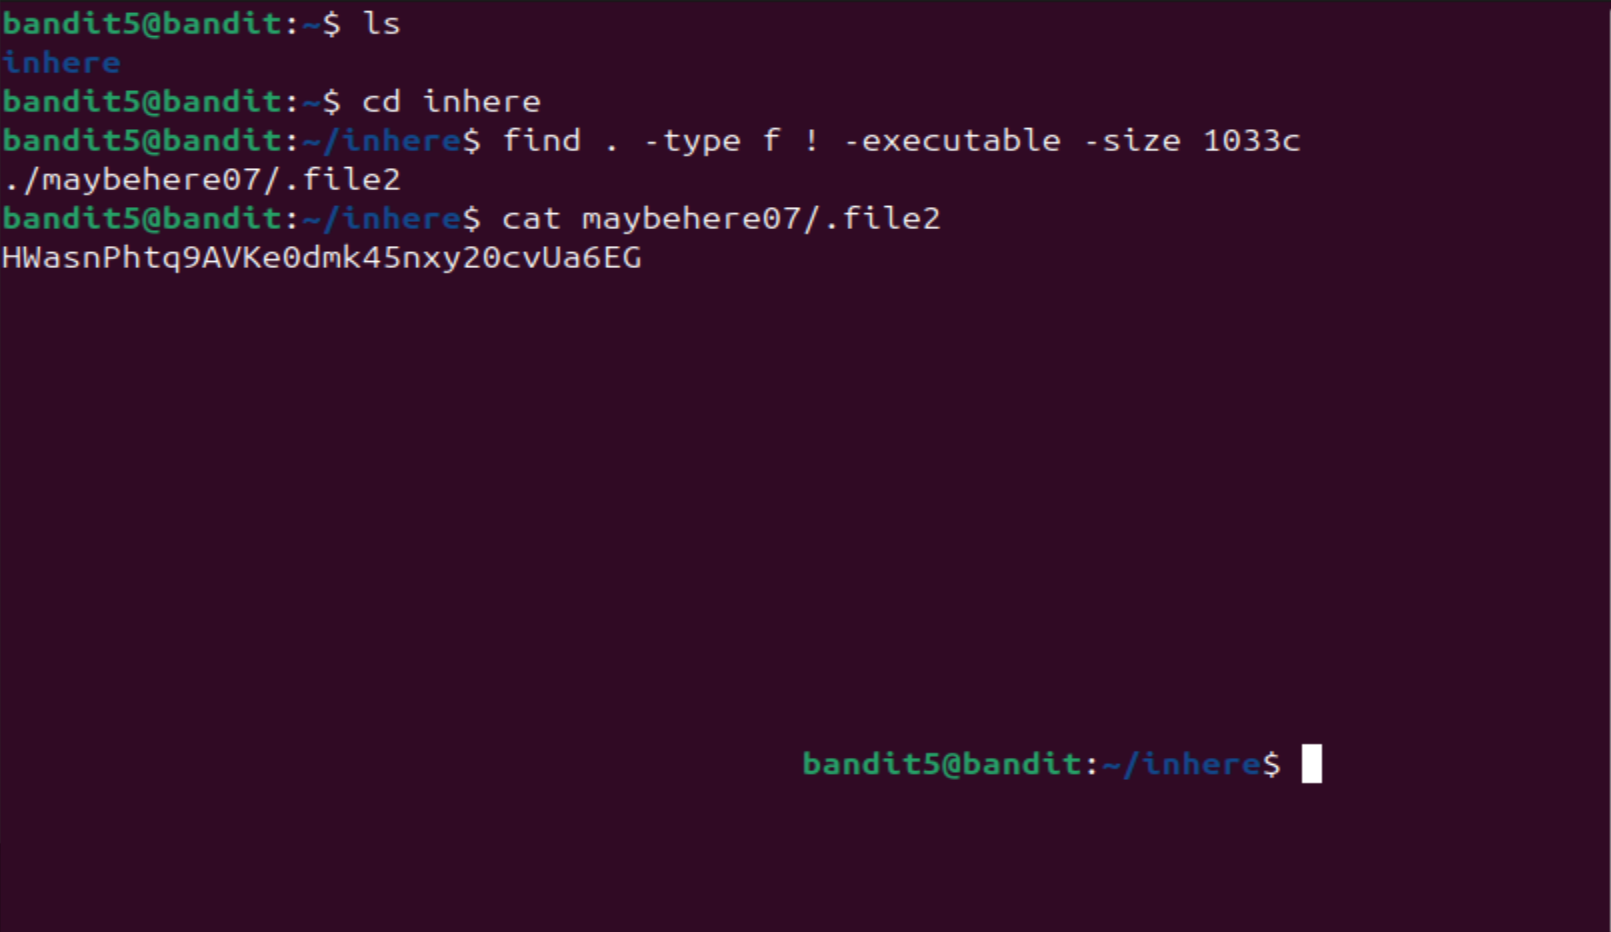 bandit5@bandit:~$ ls
inhere
bandit5@bandit:~$ cd inhere
bandit5@bandit:~/inhere$ find . -type f ! -executable -size 1033c
./maybehere07/.file2
bandit5@bandit:~/inhere$ cat maybehere07/.file2
HWasnPhtq9AVKe0dmk45nxy20cvUa6EG
bandit5@bandit:~/inhere$